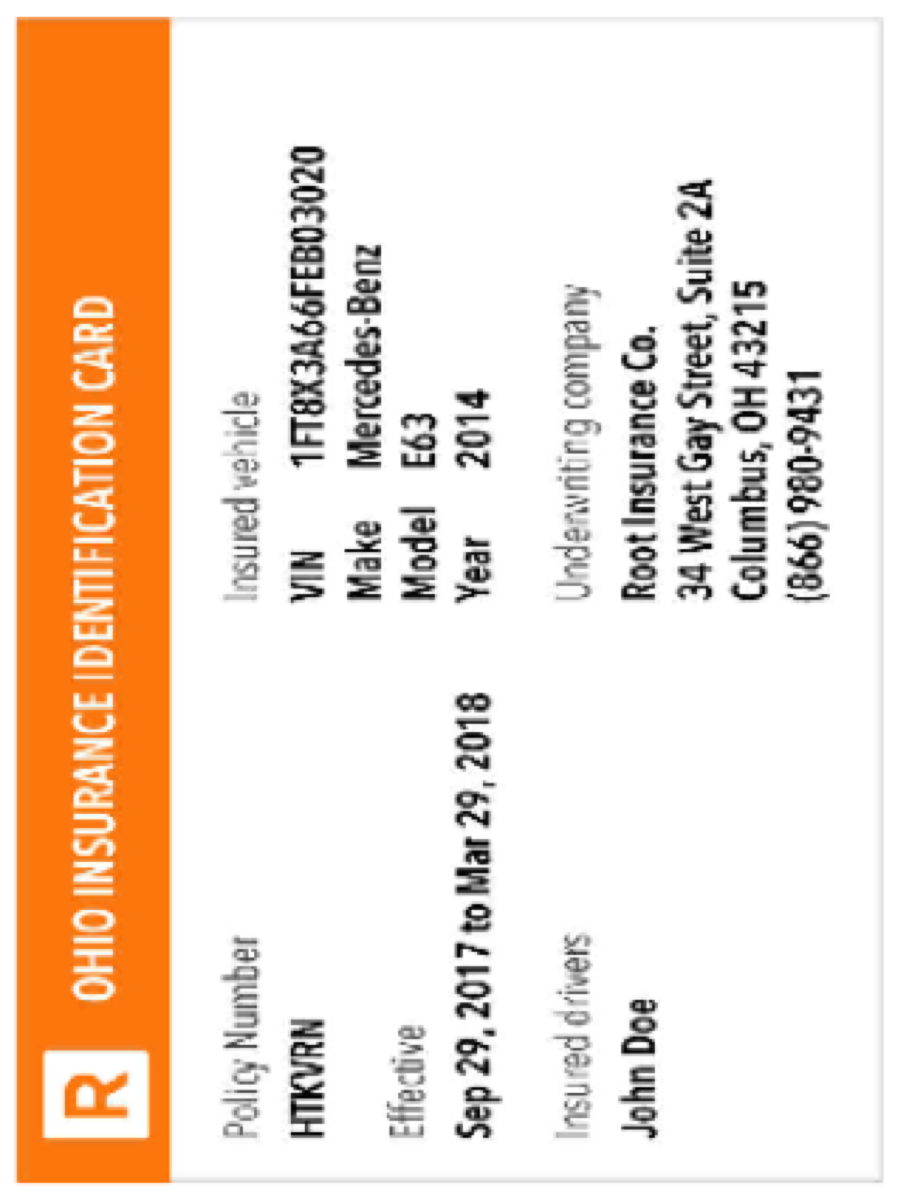 R
OHIO INSURANCE IDENTIFICATION CARD
Policy Number
HTKVRN
Effective
Sep 29, 2017 to Mar 29, 2018
Insured drivers
John Doe
Insured vehicle
VIN 1FT8X3A66FEB03020
Make Mercedes-Benz
Model E63
Year 2014
Underwriting company
Root Insurance Co.
34 West Gay Street, Suite 2A
Columbus, OH 43215
(866) 980-9431